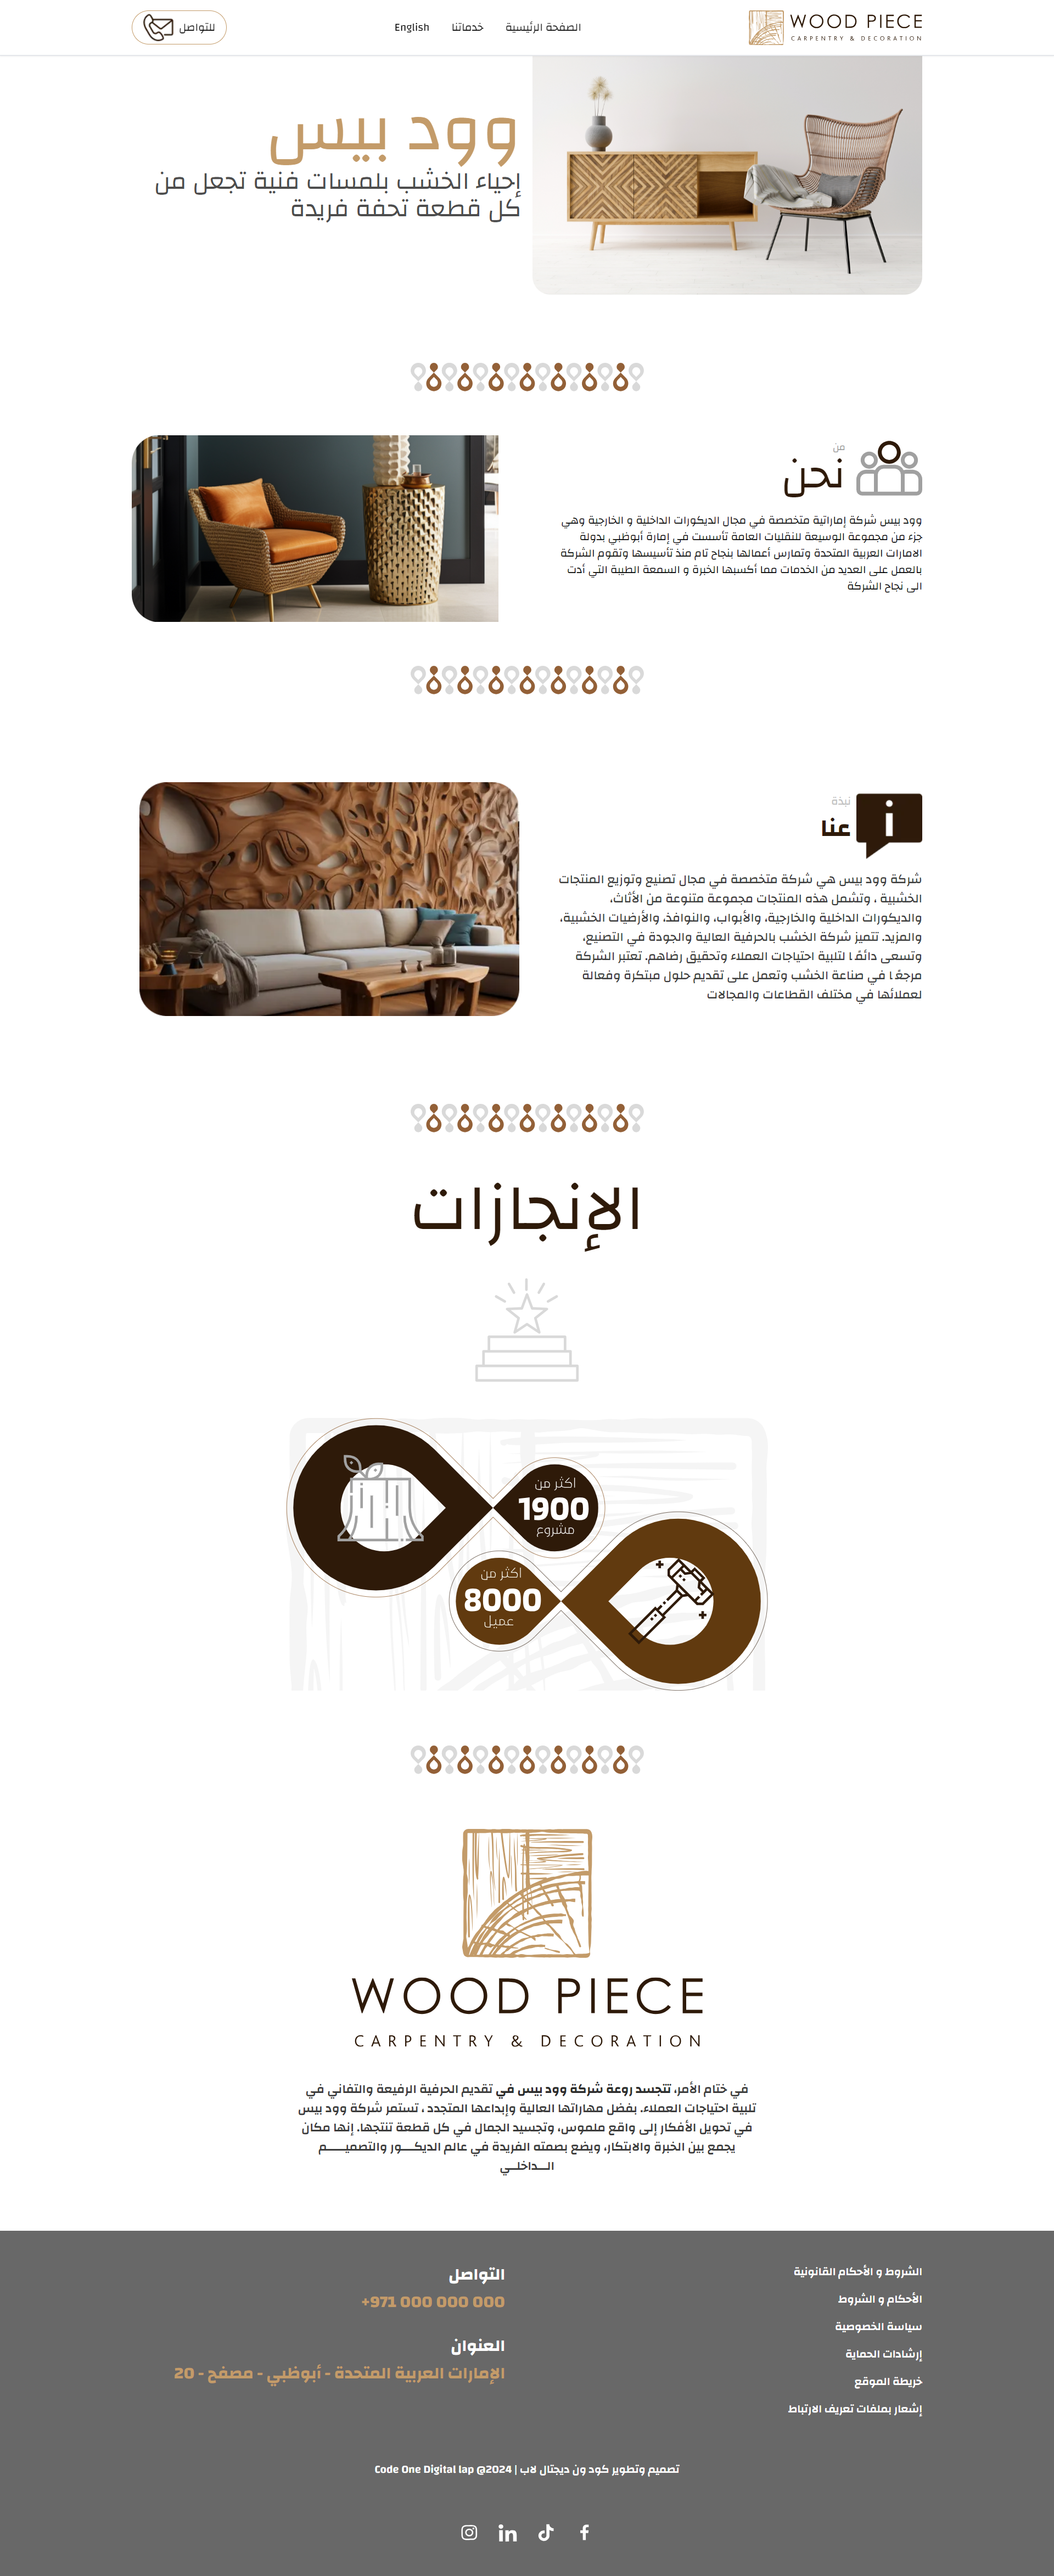 WOOD PIECE
CARPENTRY & DECORATION
الصفحة الرئيسية
خدماتنا
English
للتواصل
وود بيس
إحياء الخشب بلمسات فنية تجعل من
كل قطعة تحفة فريدة
من
نحن
وود بيس شركة إماراتية متخصصة في مجال الديكورات الداخلية و الخارجية وهي
جزء من مجموعة الوسيعة للنقليات العامة تأسست في إمارة أبوظبي بدولة
الامارات العربية المتحدة وتمارس أعمالها بنجاح تام منذ تأسيسها وتقوم الشركة
بالعمل على العديد من الخدمات مما أكسبها الخبرة و السمعة الطيبة التي أدت
الى نجاح الشركة
نبذة
عنا
شركة وود بيس هي شركة متخصصة في مجال تصنيع وتوزيع المنتجات
الخشبية ، وتشمل هذه المنتجات مجموعة متنوعة من الأثاث،
والديكورات الداخلية والخارجية، والأبواب، والنوافذ، والأرضيات الخشبية،
والمزيد. تتميز شركة الخشب بالحرفية العالية والجودة في التصنيع،
وتسعى دائمًا لتلبية احتياجات العملاء وتحقيق رضاهم. تعتبر الشركة
مرجعًا في صناعة الخشب وتعمل على تقديم حلول مبتكرة وفعالة
لعملائها في مختلف القطاعات والمجالات
الإنجازات
اكثر من
1900
مشروع
اكثر من
8000
عميل
WOOD PIECE
CARPENTRY & DECORATION
في ختام الأمر، تتجسد روعة شركة وود بيس في تقديم الحرفية الرفيعة والتفاني في
تلبية احتياجات العملاء. بفضل مهاراتها العالية وإبداعها المتجدد ، تستمر شركة وود بيس
في تحويل الأفكار إلى واقع ملموس، وتجسيد الجمال في كل قطعة تنتجها. إنها مكان
يجمع بين الخبرة والابتكار، ويضع بصمته الفريدة في عالم الديكـــور والتصميـــــم
الـــداخلــي
الشروط و الأحكام القانونية
الأحكام و الشروط
سياسة الخصوصية
إرشادات الحماية
خريطة الموقع
إشعار بملفات تعريف الارتباط
التواصل
+971 000 000 000
العنوان
الإمارات العربية المتحدة - أبوظبي - مصفح - 20
تصميم وتطوير كود ون ديجتال لاب | Code One Digital lap @2024